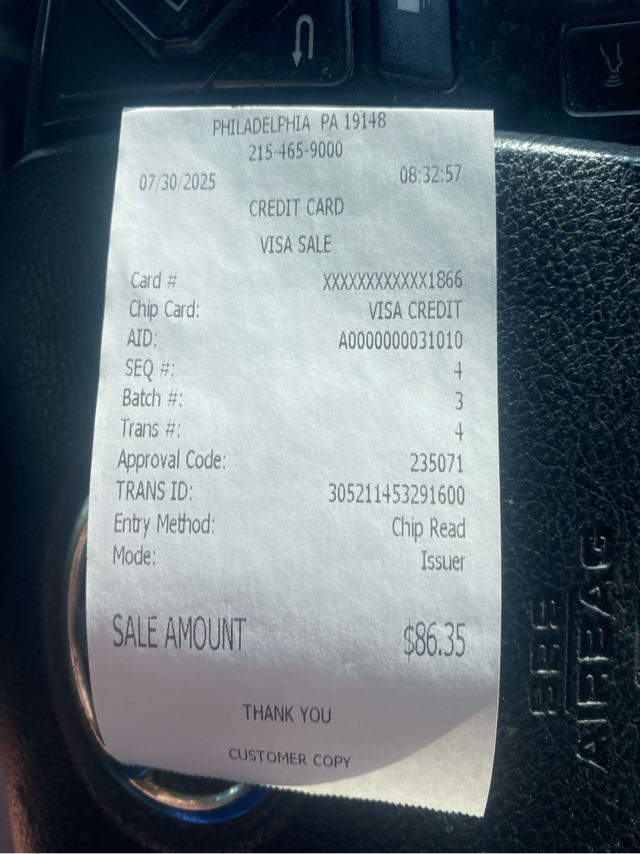 PHILADELPHIA PA 19148
215-465-9000
07/30/2025 08:32:57
CREDIT CARD
VISA SALE
Card # XXXXXXXXXXXX1866
Chip Card: VISA CREDIT
AID: A0000000031010
SEQ #: 4
Batch #: 3
Trans #: 4
Approval Code: 235071
TRANS ID: 305211453291600
Entry Method: Chip Read
Mode: Issuer
SALE AMOUNT $86.35
THANK YOU
CUSTOMER COPY
AIRBAG